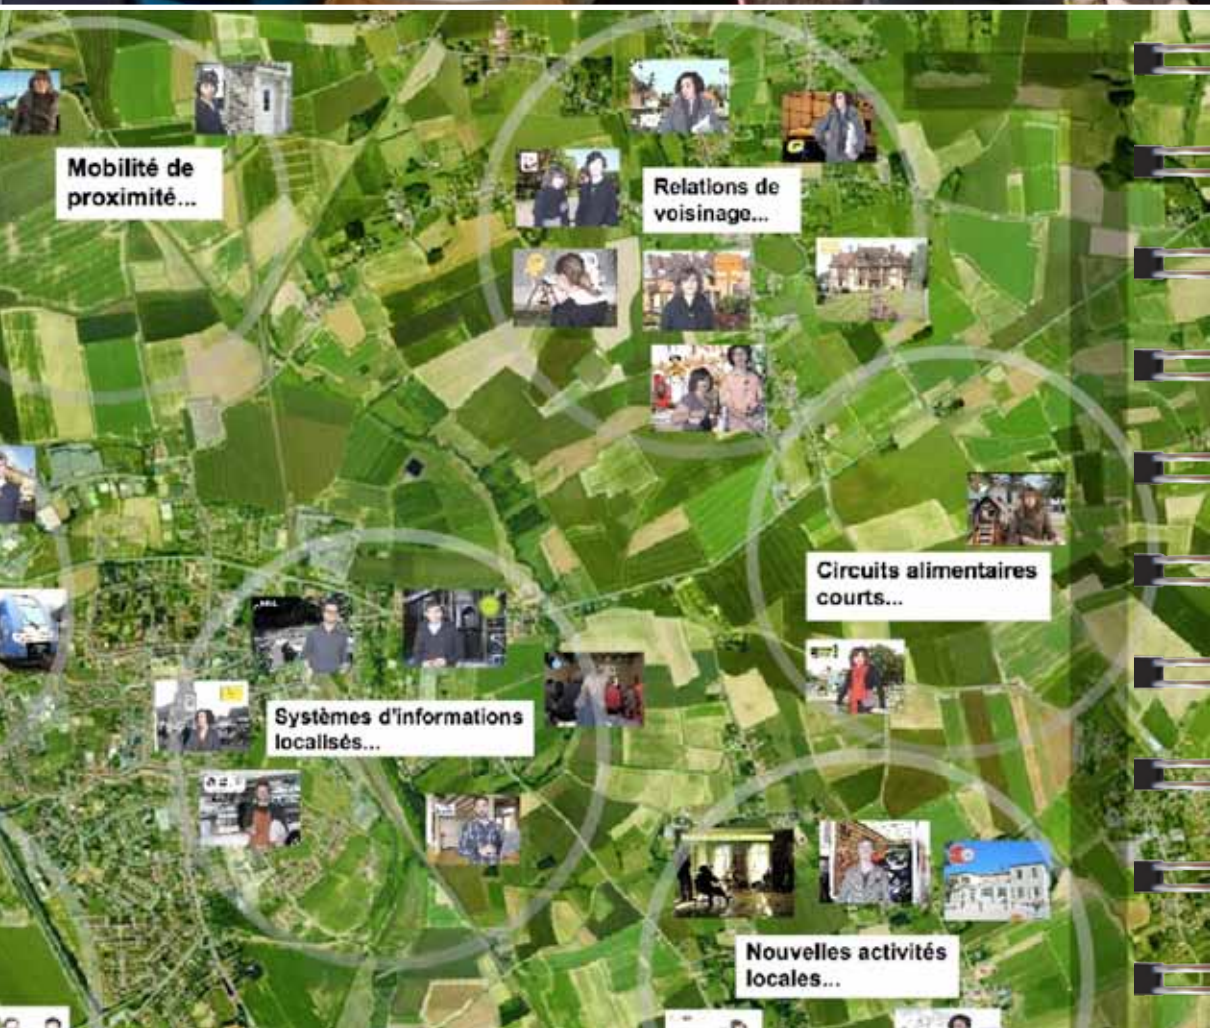 Mobilité de
proximité...
Relations de
voisinage...
Circuits alimentaires
courts...
Systèmes d'informations
localisés...
Nouvelles activités
locales...